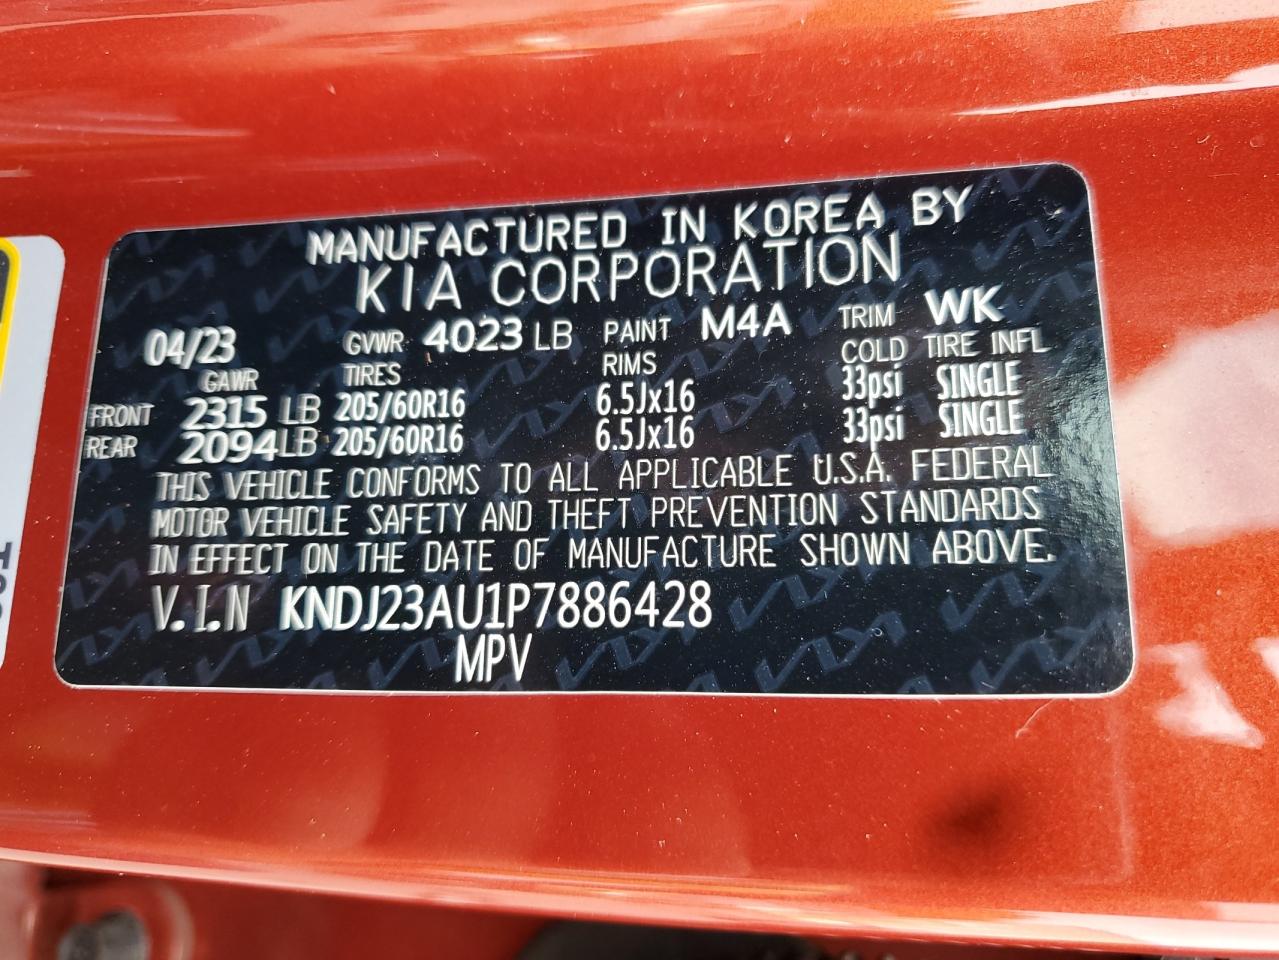 MANUFACTURED IN KOREA BY
KIA CORPORATION
04/23 GVWR 4023 LB PAINT M4A TRIM WK
GAWR TIRES RIMS COLD TIRE INFL
FRONT 2315 LB 205/60R16 6.5Jx16 33psi SINGLE
REAR 2094 LB 205/60R16 6.5Jx16 33psi SINGLE
THIS VEHICLE CONFORMS TO ALL APPLICABLE U.S.A. FEDERAL
MOTOR VEHICLE SAFETY AND THEFT PREVENTION STANDARDS
IN EFFECT ON THE DATE OF MANUFACTURE SHOWN ABOVE.
V.I.N KNDJ23AU1P7886428
MPV